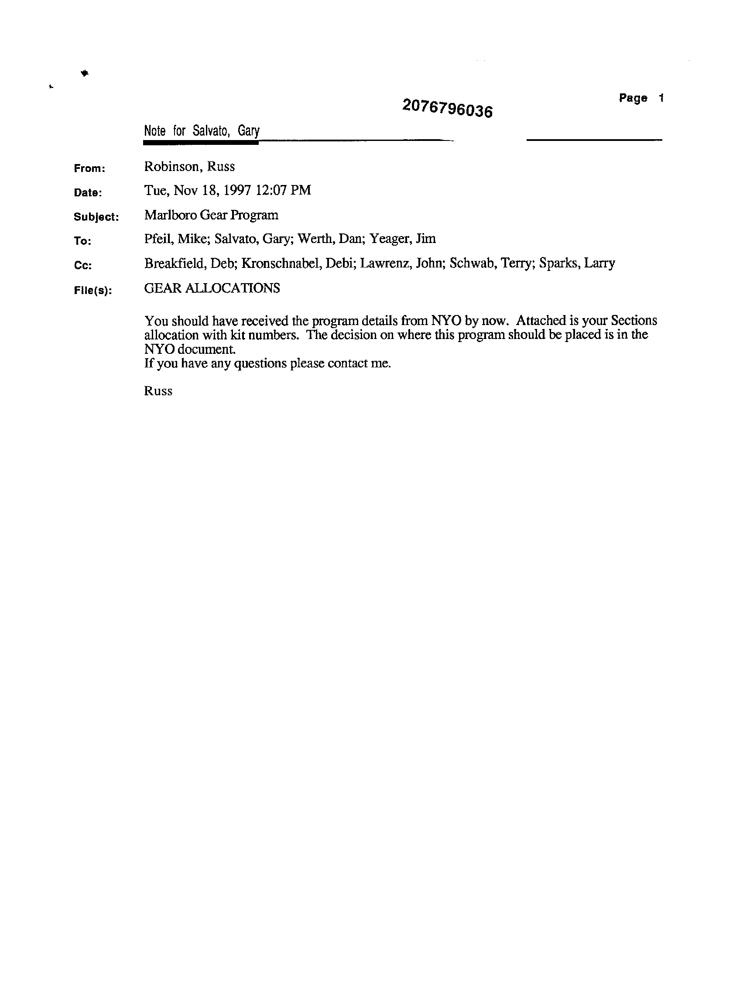 2076796036
Page 1
Note for Salvato, Gary
From: Robinson, Russ
Date: Tue, Nov 18, 1997 12:07 PM
Subject: Marlboro Gear Program
To: Pfeil, Mike; Salvato, Gary; Werth, Dan; Yeager, Jim
Cc: Breakfield, Deb; Kronschnabel, Debi; Lawrenz, John; Schwab, Terry; Sparks, Larry
File(s): GEAR ALLOCATIONS
You should have received the program details from NYO by now. Attached is your Sections
allocation with kit numbers. The decision on where this program should be placed is in the
NYO document.
If you have any questions please contact me.
Russ